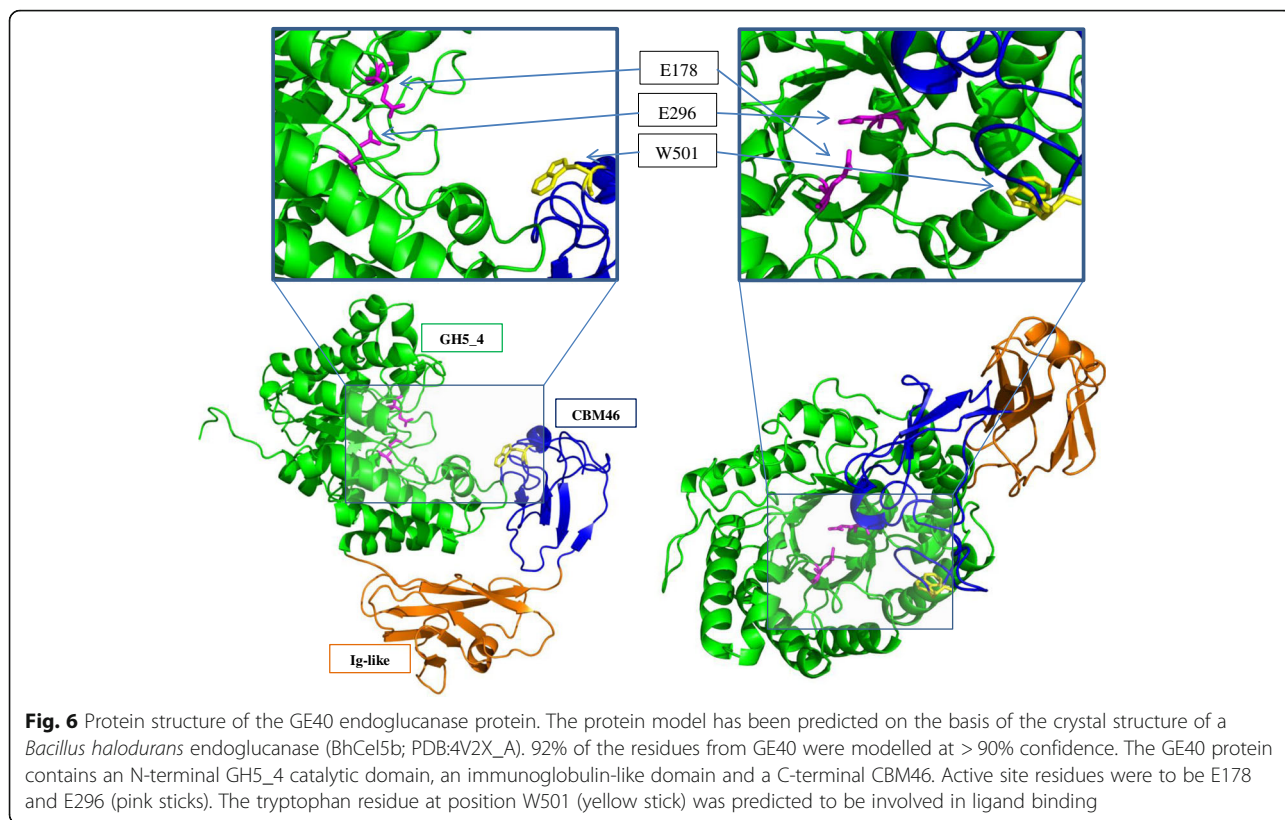 E178
E296
W501
GH5_4
CBM46
Ig-like
Fig. 6 Protein structure of the GE40 endoglucanase protein. The protein model has been predicted on the basis of the crystal structure of a
Bacillus halodurans endoglucanase (BhCel5b; PDB:4V2X_A). 92% of the residues from GE40 were modelled at > 90% confidence. The GE40 protein
contains an N-terminal GH5_4 catalytic domain, an immunoglobulin-like domain and a C-terminal CBM46. Active site residues were to be E178
and E296 (pink sticks). The tryptophan residue at position W501 (yellow stick) was predicted to be involved in ligand binding